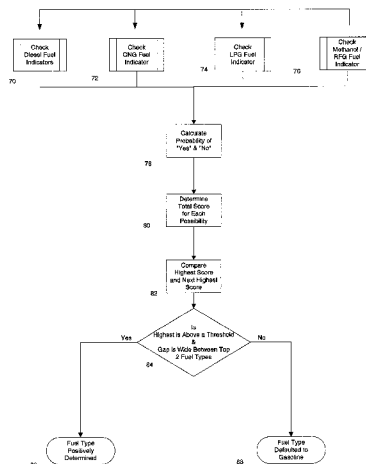 Check
Diesel Fuel
Indicators
70
Check
CNG Fuel
Indicator
72
Check
LPG Fuel
Indicator
74
Check
Methanol /
RFG Fuel
Indicator
76
Calculate
Probability of
"Yes" & "No"
78
Determine
Total Score
for Each
Possibility
80
Compare
Highest Score
and Next Highest
Score
82
Is
Highest is Above a Threshold
&
Gap is Wide Between Top
2 Fuel Types
84
Yes
No
Fuel Type
Positively
Determined
Fuel Type
Defaulted to
Gasoline
88